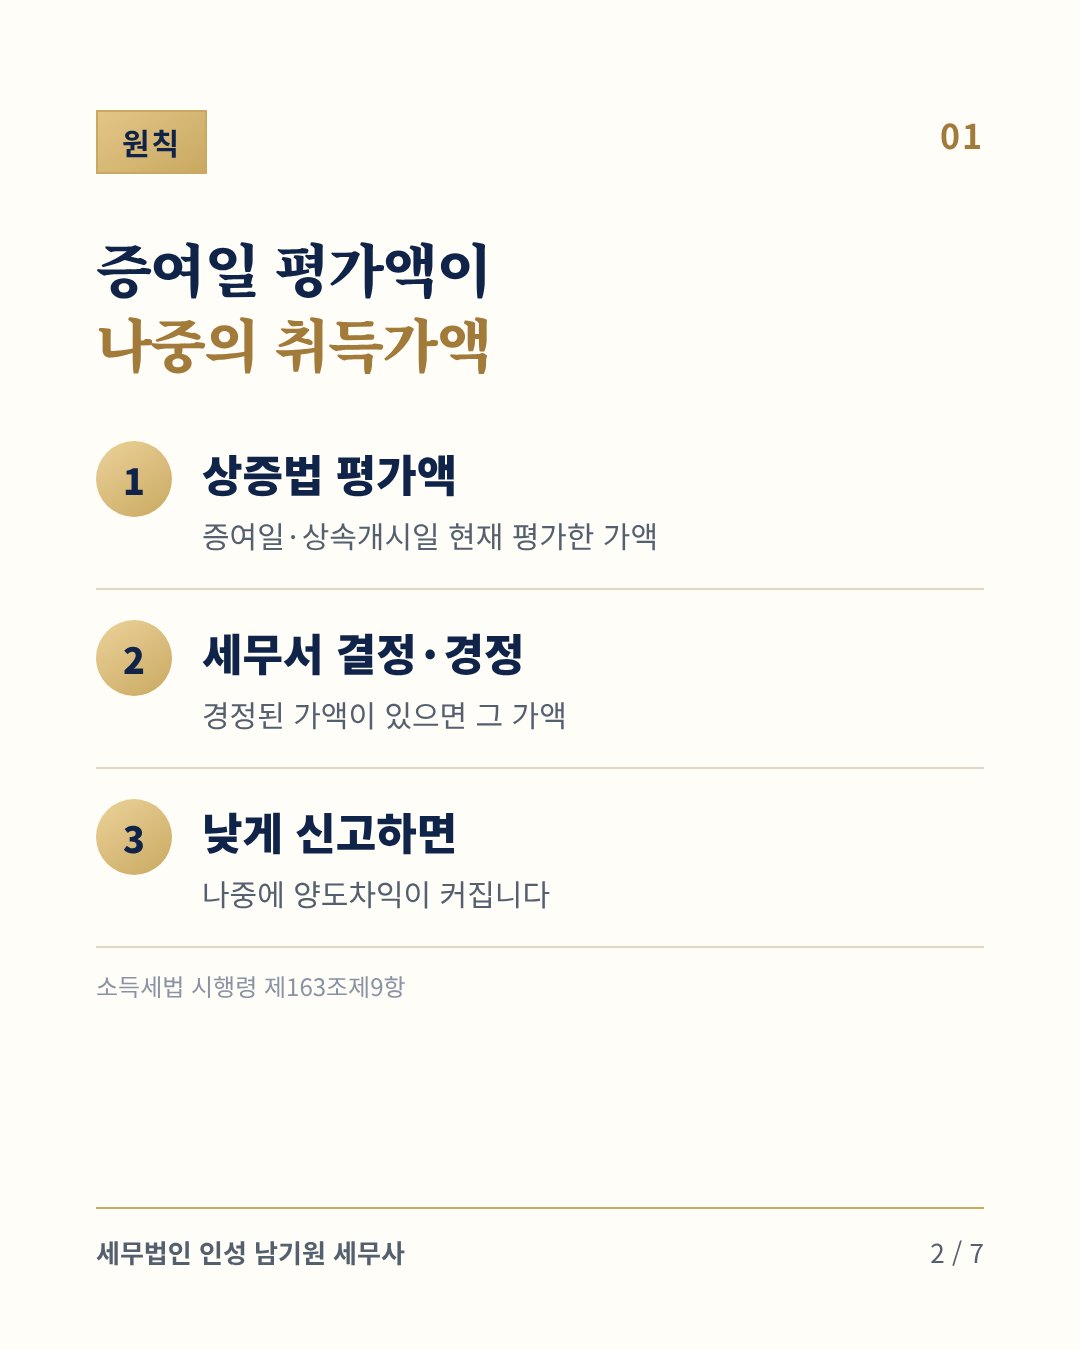 원칙
01
증여일 평가액이
나중의 취득가액
1
상증법 평가액
증여일·상속개시일 현재 평가한 가액
2
세무서 결정·경정
경정된 가액이 있으면 그 가액
3
낮게 신고하면
나중에 양도차익이 커집니다
소득세법 시행령 제163조제9항
세무법인 인성 남기원 세무사
2 / 7